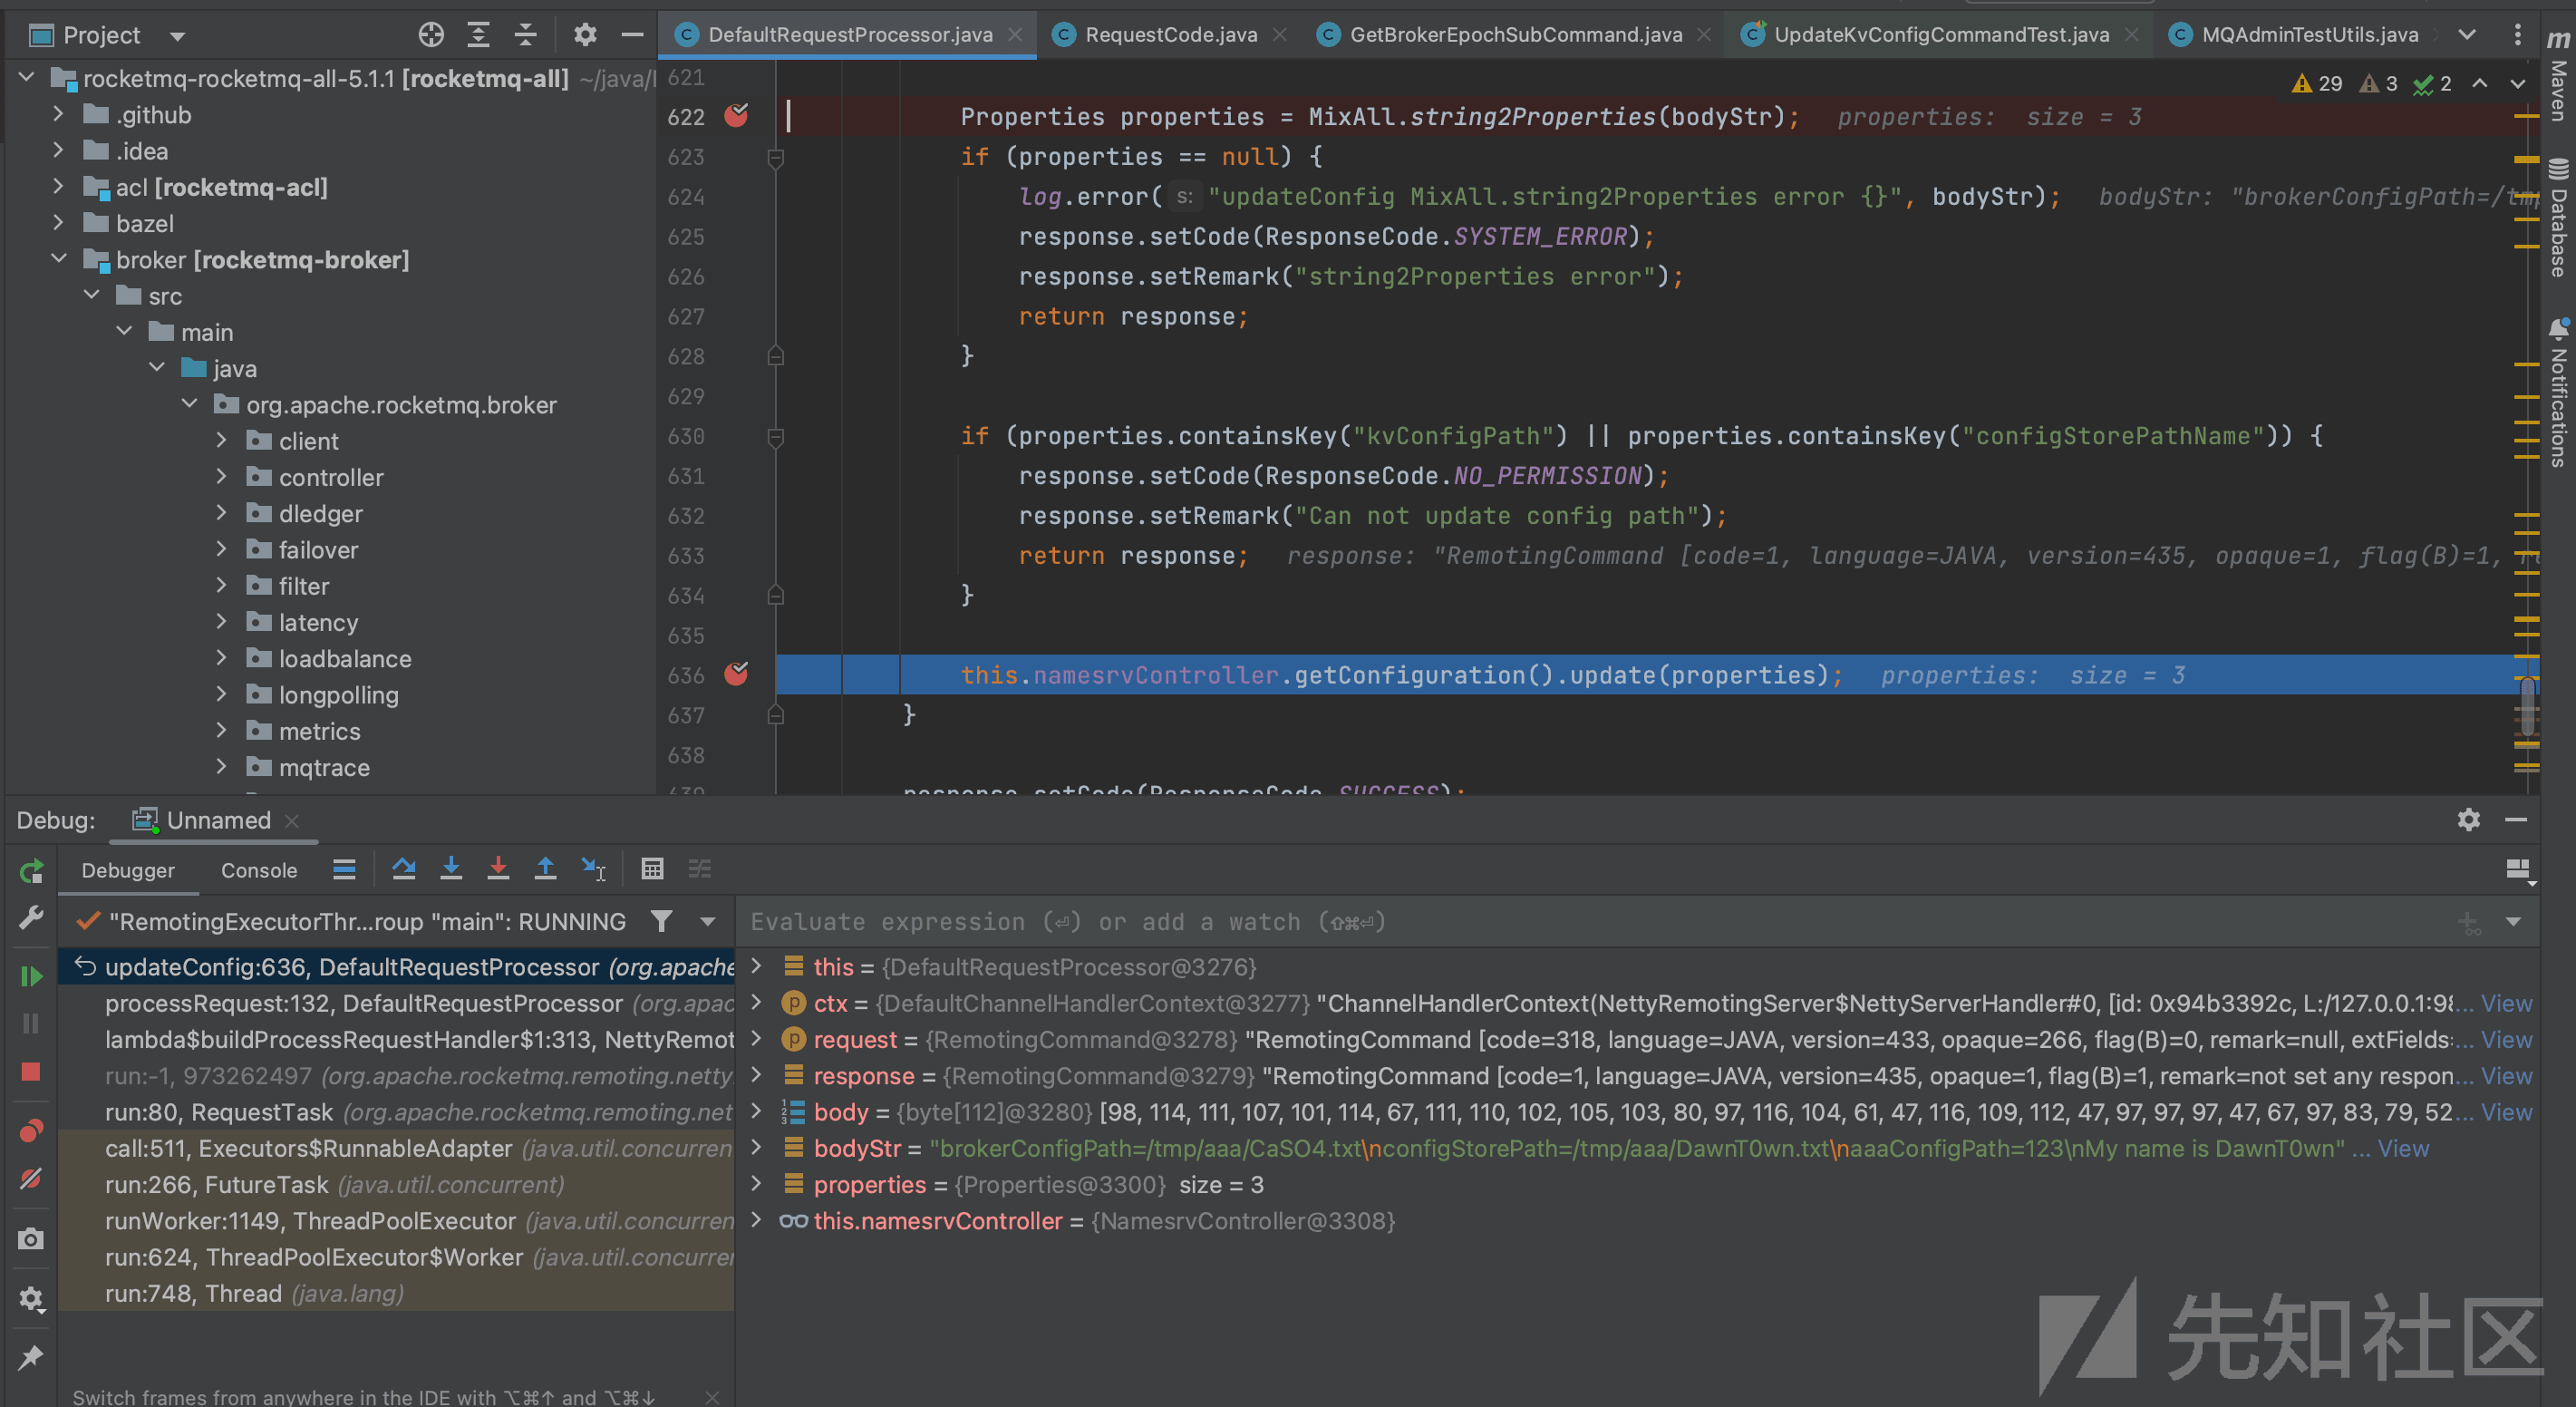 Project
DefaultRequestProcessor.java
RequestCode.java
GetBrokerEpochSubCommand.java
UpdateKvConfigCommandTest.java
MQAdminTestUtils.java
rocketmq-rocketmq-all-5.1.1 [rocketmq-all] ~/java/
.github
.idea
acl [rocketmq-acl]
bazel
broker [rocketmq-broker]
src
main
java
org.apache.rocketmq.broker
client
controller
dledger
failover
filter
latency
loadbalance
longpolling
metrics
mqtrace
29 3 2
621
622 Properties properties = MixAll.string2Properties(bodyStr); properties: size = 3
623 if (properties == null) {
624 log.error( s: "updateConfig MixAll.string2Properties error {}", bodyStr); bodyStr: "brokerConfigPath=/tmp
625 response.setCode(ResponseCode.SYSTEM_ERROR);
626 response.setRemark("string2Properties error");
627 return response;
628 }
629
630 if (properties.containsKey("kvConfigPath") || properties.containsKey("configStorePathName")) {
631 response.setCode(ResponseCode.NO_PERMISSION);
632 response.setRemark("Can not update config path");
633 return response; response: "RemotingCommand [code=1, language=JAVA, version=435, opaque=1, flag(B)=1, re
634 }
635
636 this.namesrvController.getConfiguration().update(properties); properties: size = 3
637 }
638
639 response.setCode(ResponseCode.SUCCESS);
m Maven
Database
Notifications
Debug: Unnamed
Debugger Console
"RemotingExecutorThr...roup "main": RUNNING
Evaluate expression (⏎) or add a watch (⇧⌘⏎)
updateConfig:636, DefaultRequestProcessor (org.apache
processRequest:132, DefaultRequestProcessor (org.apac
lambda$buildProcessRequestHandler$1:313, NettyRemot
run:-1, 973262497 (org.apache.rocketmq.remoting.netty
run:80, RequestTask (org.apache.rocketmq.remoting.net
call:511, Executors$RunnableAdapter (java.util.concurren
run:266, FutureTask (java.util.concurrent)
runWorker:1149, ThreadPoolExecutor (java.util.concurren
run:624, ThreadPoolExecutor$Worker (java.util.concurre
run:748, Thread (java.lang)
this = {DefaultRequestProcessor@3276}
ctx = {DefaultChannelHandlerContext@3277} "ChannelHandlerContext(NettyRemotingServer$NettyServerHandler#0, [id: 0x94b3392c, L:/127.0.0.1:98... View
request = {RemotingCommand@3278} "RemotingCommand [code=318, language=JAVA, version=433, opaque=266, flag(B)=0, remark=null, extFields=... View
response = {RemotingCommand@3279} "RemotingCommand [code=1, language=JAVA, version=435, opaque=1, flag(B)=1, remark=not set any respon... View
body = {byte[112]@3280} [98, 114, 111, 107, 101, 114, 67, 111, 110, 102, 105, 103, 80, 97, 116, 104, 61, 47, 116, 109, 112, 47, 97, 97, 97, 47, 67, 97, 83, 79, 52... View
bodyStr = "brokerConfigPath=/tmp/aaa/CaSO4.txt\nconfigStorePath=/tmp/aaa/DawnT0wn.txt\naaaConfigPath=123\nMy name is DawnT0wn" ... View
properties = {Properties@3300} size = 3
this.namesrvController = {NamesrvController@3308}
Switch frames from anywhere in the IDE with ⌥⌘↑ and ⌥⌘↓
先知社区